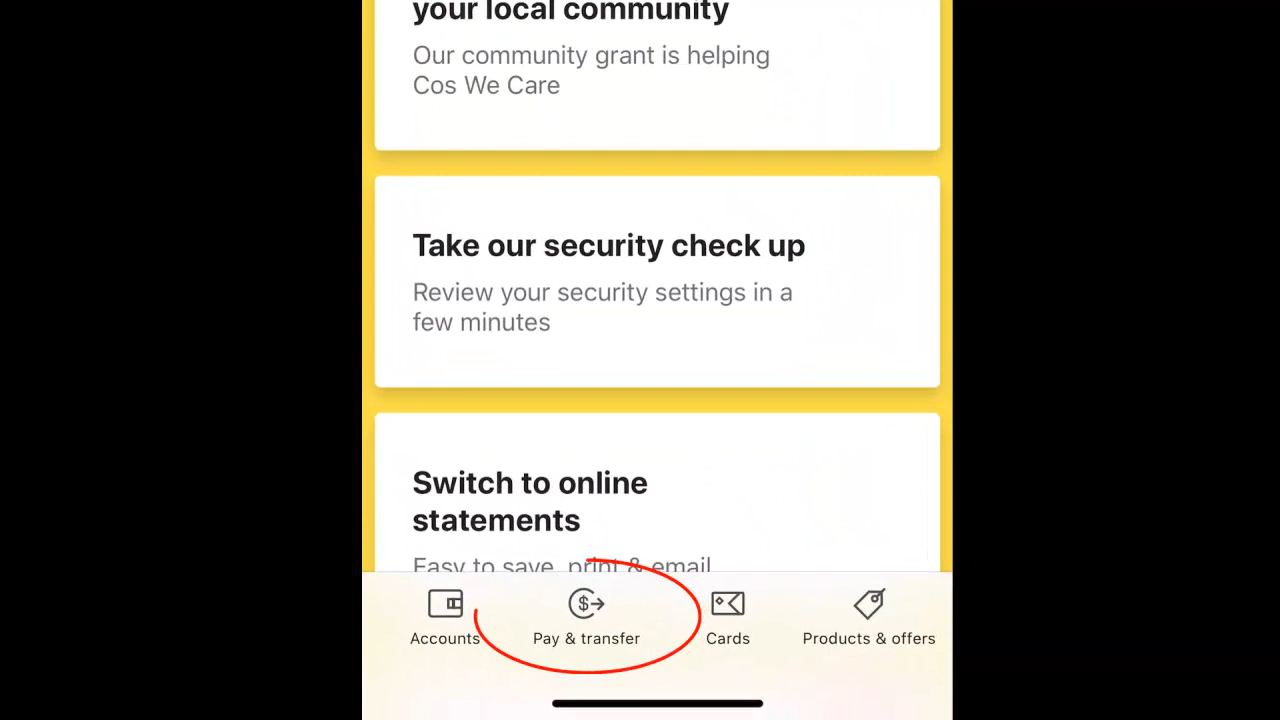 your local community
Our community grant is helping
Cos We Care
Take our security check up
Review your security settings in a
few minutes
Switch to online
statements
Easy to save, print & email
Accounts
Pay & transfer
Cards
Products & offers